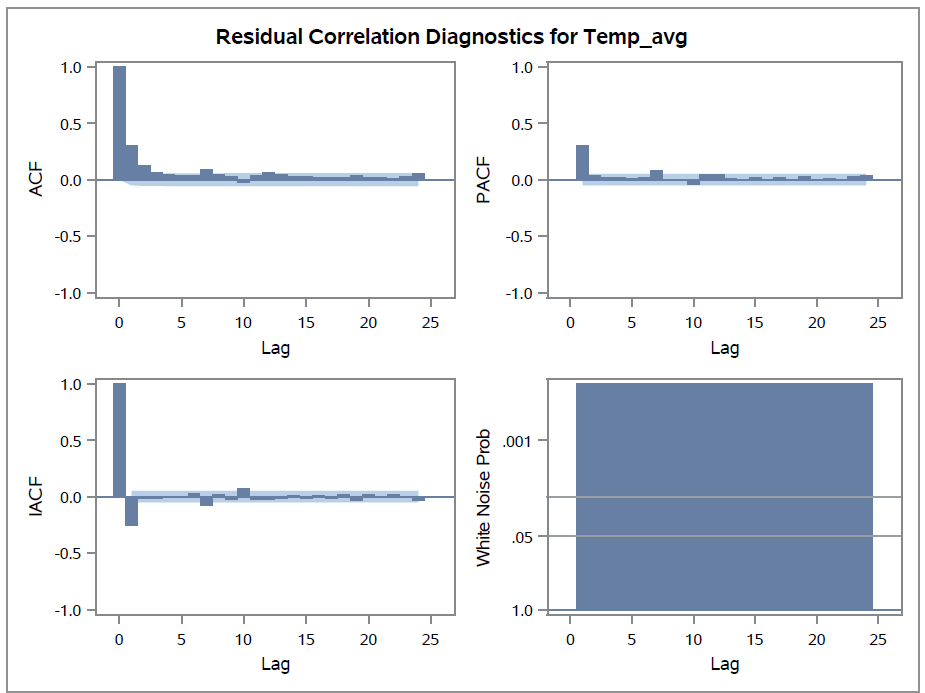 Residual Correlation Diagnostics for Temp_avg
1.0
0.5
0.0
-0.5
-1.0
ACF
0 5 10 15 20 25
Lag
1.0
0.5
0.0
-0.5
-1.0
PACF
0 5 10 15 20 25
Lag
1.0
0.5
0.0
-0.5
-1.0
IACF
0 5 10 15 20 25
Lag
.001
.05
1.0
White Noise Prob
0 5 10 15 20 25
Lag